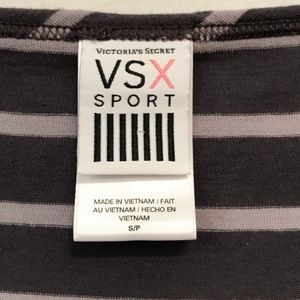 VICTORIA'S SECRET
VSX
SPORT
MADE IN VIETNAM / FAIT
AU VIETNAM / HECHO EN
VIETNAM
S/P